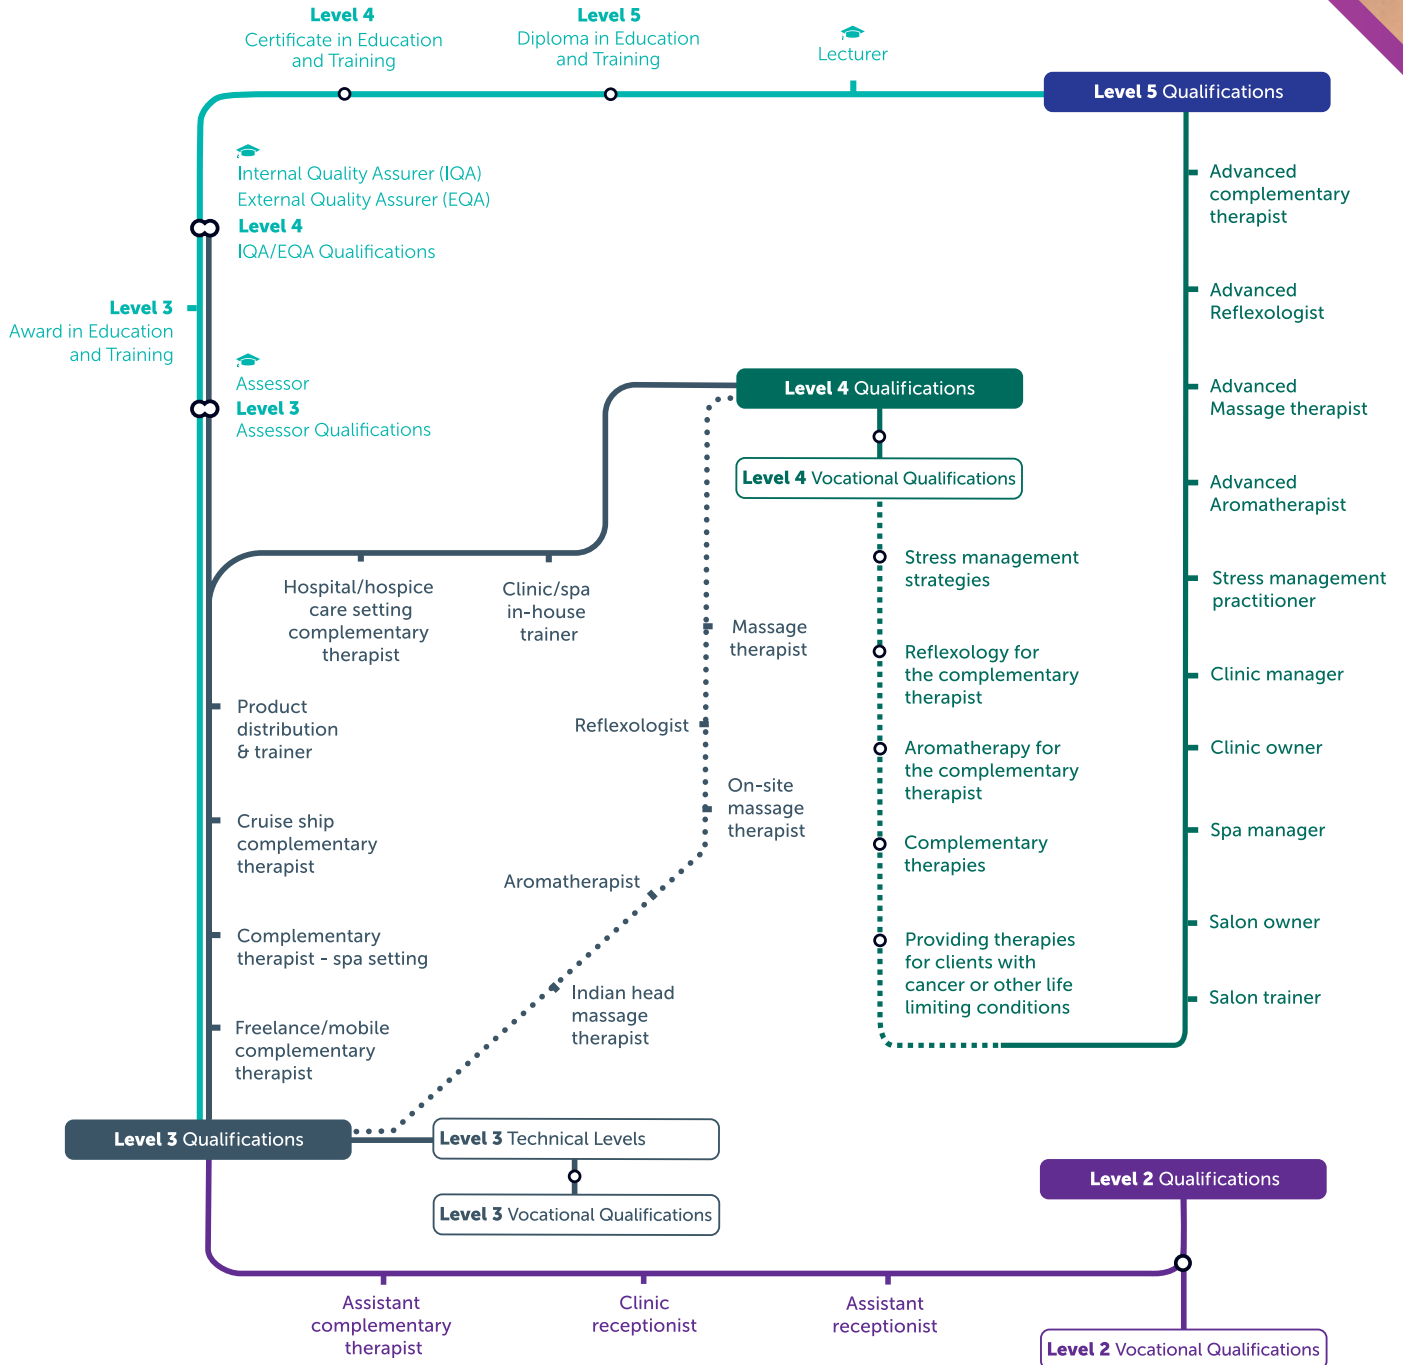 Level 4
Certificate in Education
and Training
Level 5
Diploma in Education
and Training
Lecturer
Level 5 Qualifications
Internal Quality Assurer (IQA)
External Quality Assurer (EQA)
Level 4
IQA/EQA Qualifications
Level 3
Award in Education
and Training
Assessor
Level 3
Assessor Qualifications
Level 4 Qualifications
Level 4 Vocational Qualifications
Advanced
complementary
therapist
Advanced
Reflexologist
Advanced
Massage therapist
Advanced
Aromatherapist
Stress management
practitioner
Clinic manager
Clinic owner
Spa manager
Salon owner
Salon trainer
Stress management
strategies
Reflexology for
the complementary
therapist
Aromatherapy for
the complementary
therapist
Complementary
therapies
Providing therapies
for clients with
cancer or other life
limiting conditions
Hospital/hospice
care setting
complementary
therapist
Clinic/spa
in-house
trainer
Massage
therapist
Reflexologist
On-site
massage
therapist
Aromatherapist
Indian head
massage
therapist
Product
distribution
& trainer
Cruise ship
complementary
therapist
Complementary
therapist - spa setting
Freelance/mobile
complementary
therapist
Level 3 Qualifications
Level 3 Technical Levels
Level 3 Vocational Qualifications
Level 2 Qualifications
Assistant
complementary
therapist
Clinic
receptionist
Assistant
receptionist
Level 2 Vocational Qualifications